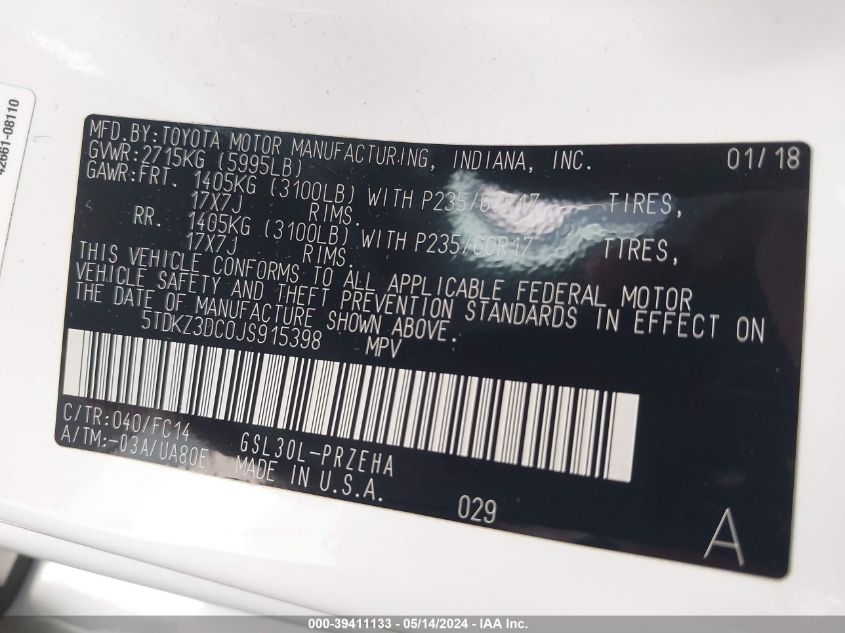 42661-08110
MFD.BY:TOYOTA MOTOR MANUFACTURING, INDIANA, INC. 01/18
GVWR:2715KG (5995LB)
GAWR:FRT. 1405KG (3100LB) WITH P235/60R17 TIRES,
17X7J RIMS.
RR. 1405KG (3100LB) WITH P235/60R17 TIRES,
17X7J RIMS.
THIS VEHICLE CONFORMS TO ALL APPLICABLE FEDERAL MOTOR
VEHICLE SAFETY AND THEFT PREVENTION STANDARDS IN EFFECT ON
THE DATE OF MANUFACTURE SHOWN ABOVE.
5TDKZ3DC0JS915398 MPV
C/TR:040/FC14
A/TM:-03A/UA80E GSL30L-PRZEHA
MADE IN U.S.A.
029
A
000-39411133 - 05/14/2024 - IAA Inc.